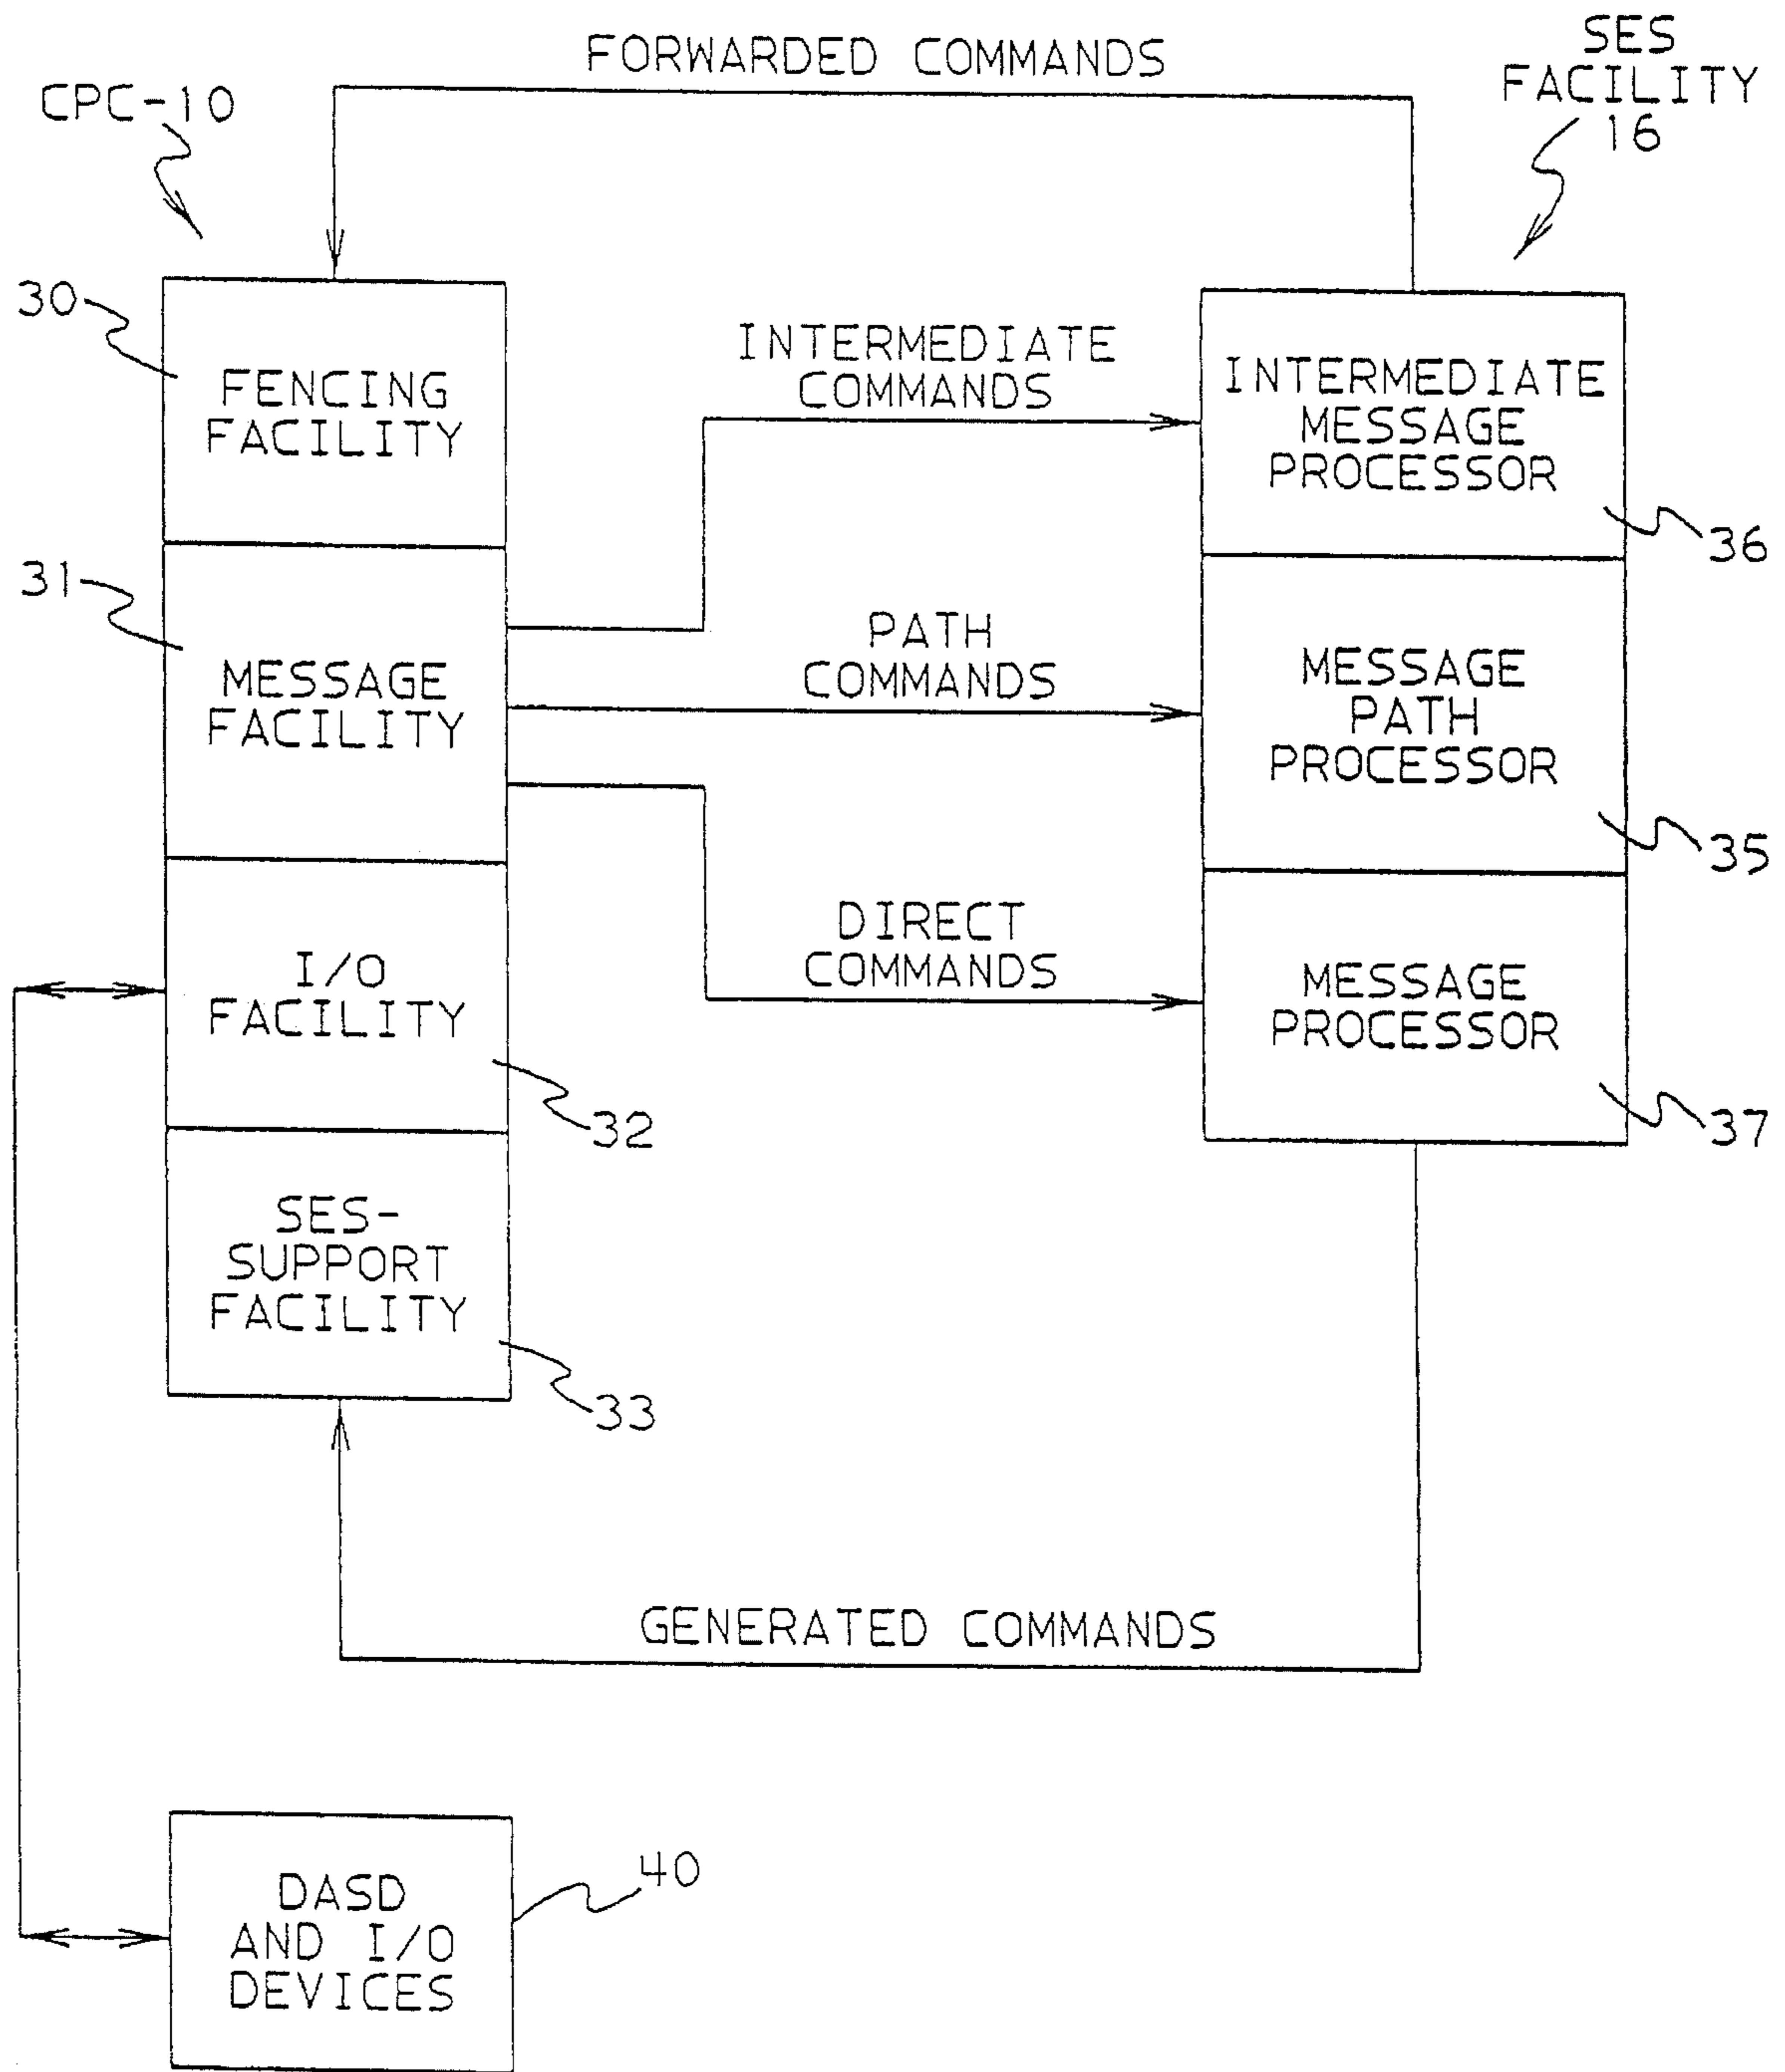 FORWARDED COMMANDS
SES
FACILITY
16
CPC-10
30
FENCING
FACILITY
INTERMEDIATE
COMMANDS
INTERMEDIATE
MESSAGE
PROCESSOR
36
31
MESSAGE
FACILITY
PATH
COMMANDS
MESSAGE
PATH
PROCESSOR
35
I/O
FACILITY
32
DIRECT
COMMANDS
MESSAGE
PROCESSOR
37
SES-
SUPPORT
FACILITY
33
GENERATED COMMANDS
DASD
AND I/O
DEVICES
40